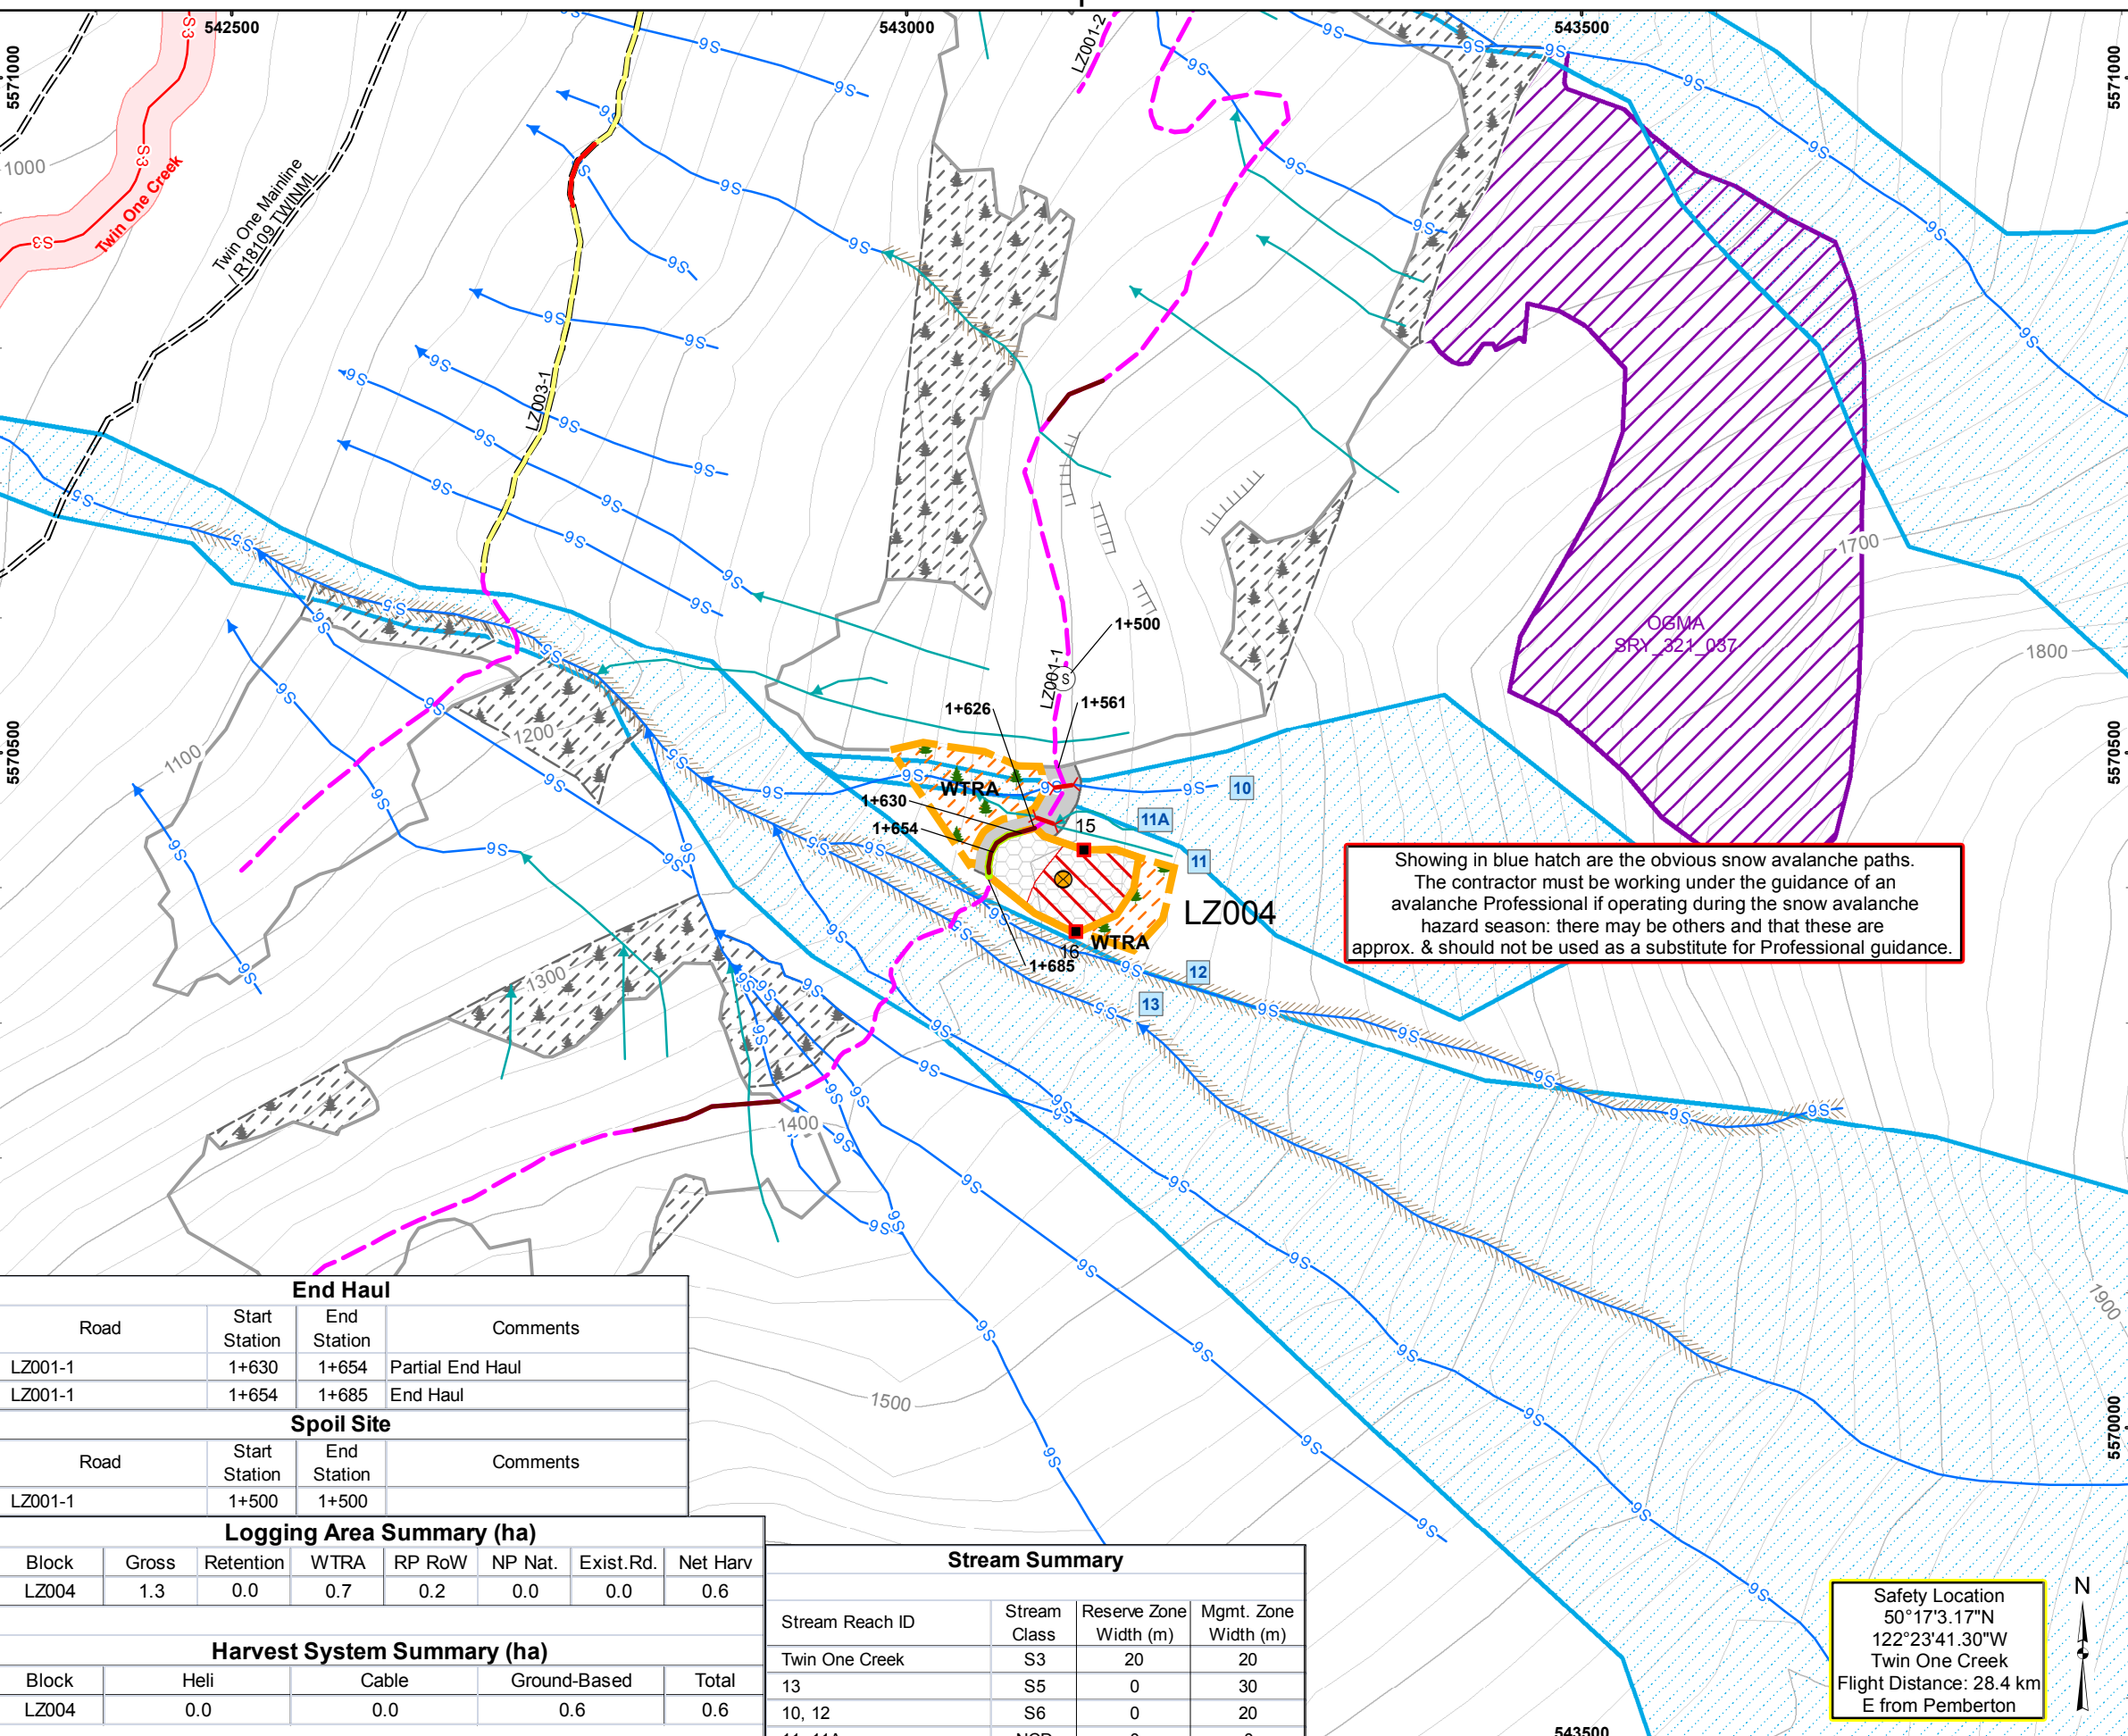 542500
543000
543500
5571000
5571000
S3
S3
S3
Twin One Creek
Twin One Mainline
R18109 TWINML
1000
LZ001-2
LZ003-1
S6
S5
OGMA
SRY_321_037
1700
1800
1+500
LZ001-1
1+626
1+561
5570500
5570500
1100
1200
WTRA
10
1+630
1+654
11A
15
11
LZ004
WTRA
16
1+685
12
13
Showing in blue hatch are the obvious snow avalanche paths.
The contractor must be working under the guidance of an
avalanche Professional if operating during the snow avalanche
hazard season: there may be others and that these are
approx. & should not be used as a substitute for Professional guidance.
1300
1400
1500
1900
5570000
End Haul
Road Start Station End Station Comments
LZ001-1 1+630 1+654 Partial End Haul
LZ001-1 1+654 1+685 End Haul
Spoil Site
Road Start Station End Station Comments
LZ001-1 1+500 1+500
Logging Area Summary (ha)
Block Gross Retention WTRA RP RoW NP Nat. Exist.Rd. Net Harv
LZ004 1.3 0.0 0.7 0.2 0.0 0.0 0.6
Harvest System Summary (ha)
Block Heli Cable Ground-Based Total
LZ004 0.0 0.0 0.6 0.6
Stream Summary
Stream Reach ID Stream Class Reserve Zone Width (m) Mgmt. Zone Width (m)
Twin One Creek S3 20 20
13 S5 0 30
10, 12 S6 0 20
Safety Location
50°17'3.17"N
122°23'41.30"W
Twin One Creek
Flight Distance: 28.4 km
E from Pemberton
N
543500